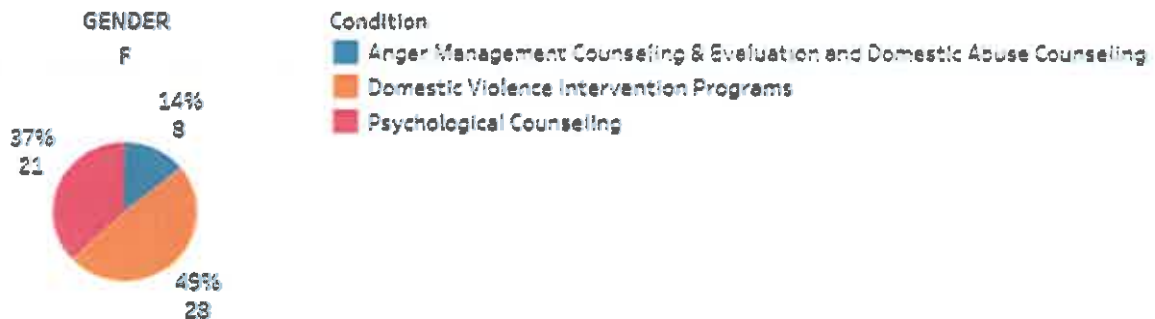 GENDER
F
Condition
Anger Management Counseling & Evaluation and Domestic Abuse Counseling
Domestic Violence Intervention Programs
Psychological Counseling
14%
8
37%
21
49%
28